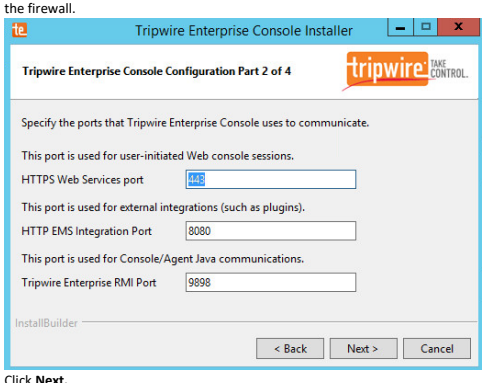 the firewall.
te. Tripwire Enterprise Console Installer
Tripwire Enterprise Console Configuration Part 2 of 4
tripwire TAKE CONTROL.
Specify the ports that Tripwire Enterprise Console uses to communicate.
This port is used for user-initiated Web console sessions.
HTTPS Web Services port 443
This port is used for external integrations (such as plugins).
HTTP EMS Integration Port 8080
This port is used for Console/Agent Java communications.
Tripwire Enterprise RMI Port 9898
InstallBuilder
< Back Next > Cancel
Click Next.